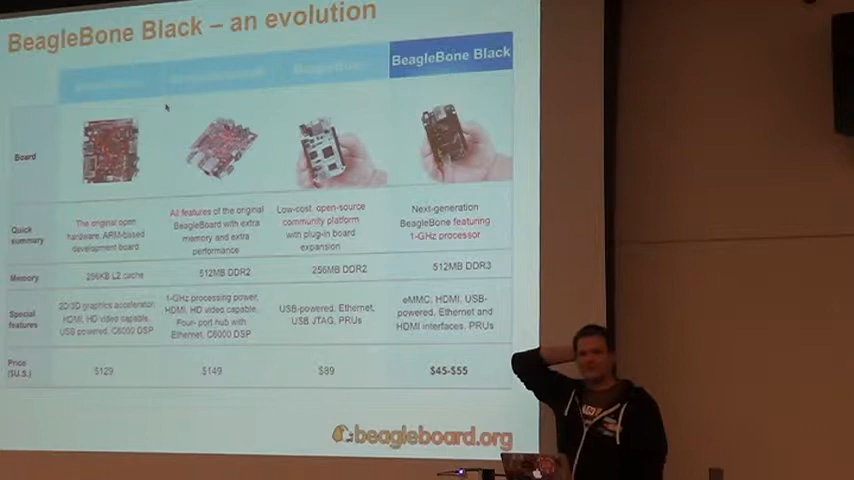 BeagleBone Black – an evolution
BeagleBone Black
Board
Quick
summary
The original open
hardware, ARM-based
development board
All features of the original
BeagleBoard with extra
memory and extra
performance
Low-cost, open-source
community platform
with plug-in board
expansion
Next-generation
BeagleBone featuring
1-GHz processor
Memory
256KB L2 cache
512MB DDR2
256MB DDR2
512MB DDR3
Special
features
2D/3D graphics accelerator,
HDMI, HD video capable,
USB powered, C6000 DSP
1-GHz processing power,
HDMI, HD video capable,
Four- port hub with
Ethernet, C6000 DSP
USB-powered, Ethernet,
USB JTAG, PRUs
eMMC, HDMI, USB-
powered, Ethernet and
HDMI interfaces, PRUs
Price
($U.S.)
$129
$149
$89
$45-$55
beagleboard.org